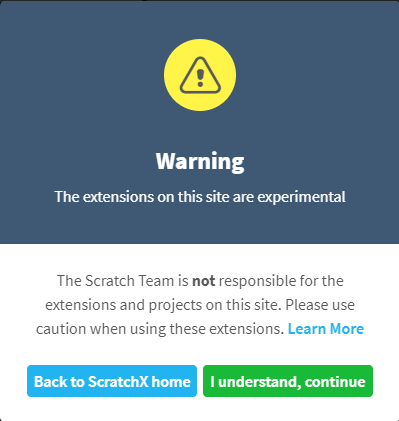 Warning
The extensions on this site are experimental
The Scratch Team is not responsible for the
extensions and projects on this site. Please use
caution when using these extensions. Learn More
Back to ScratchX home
I understand, continue